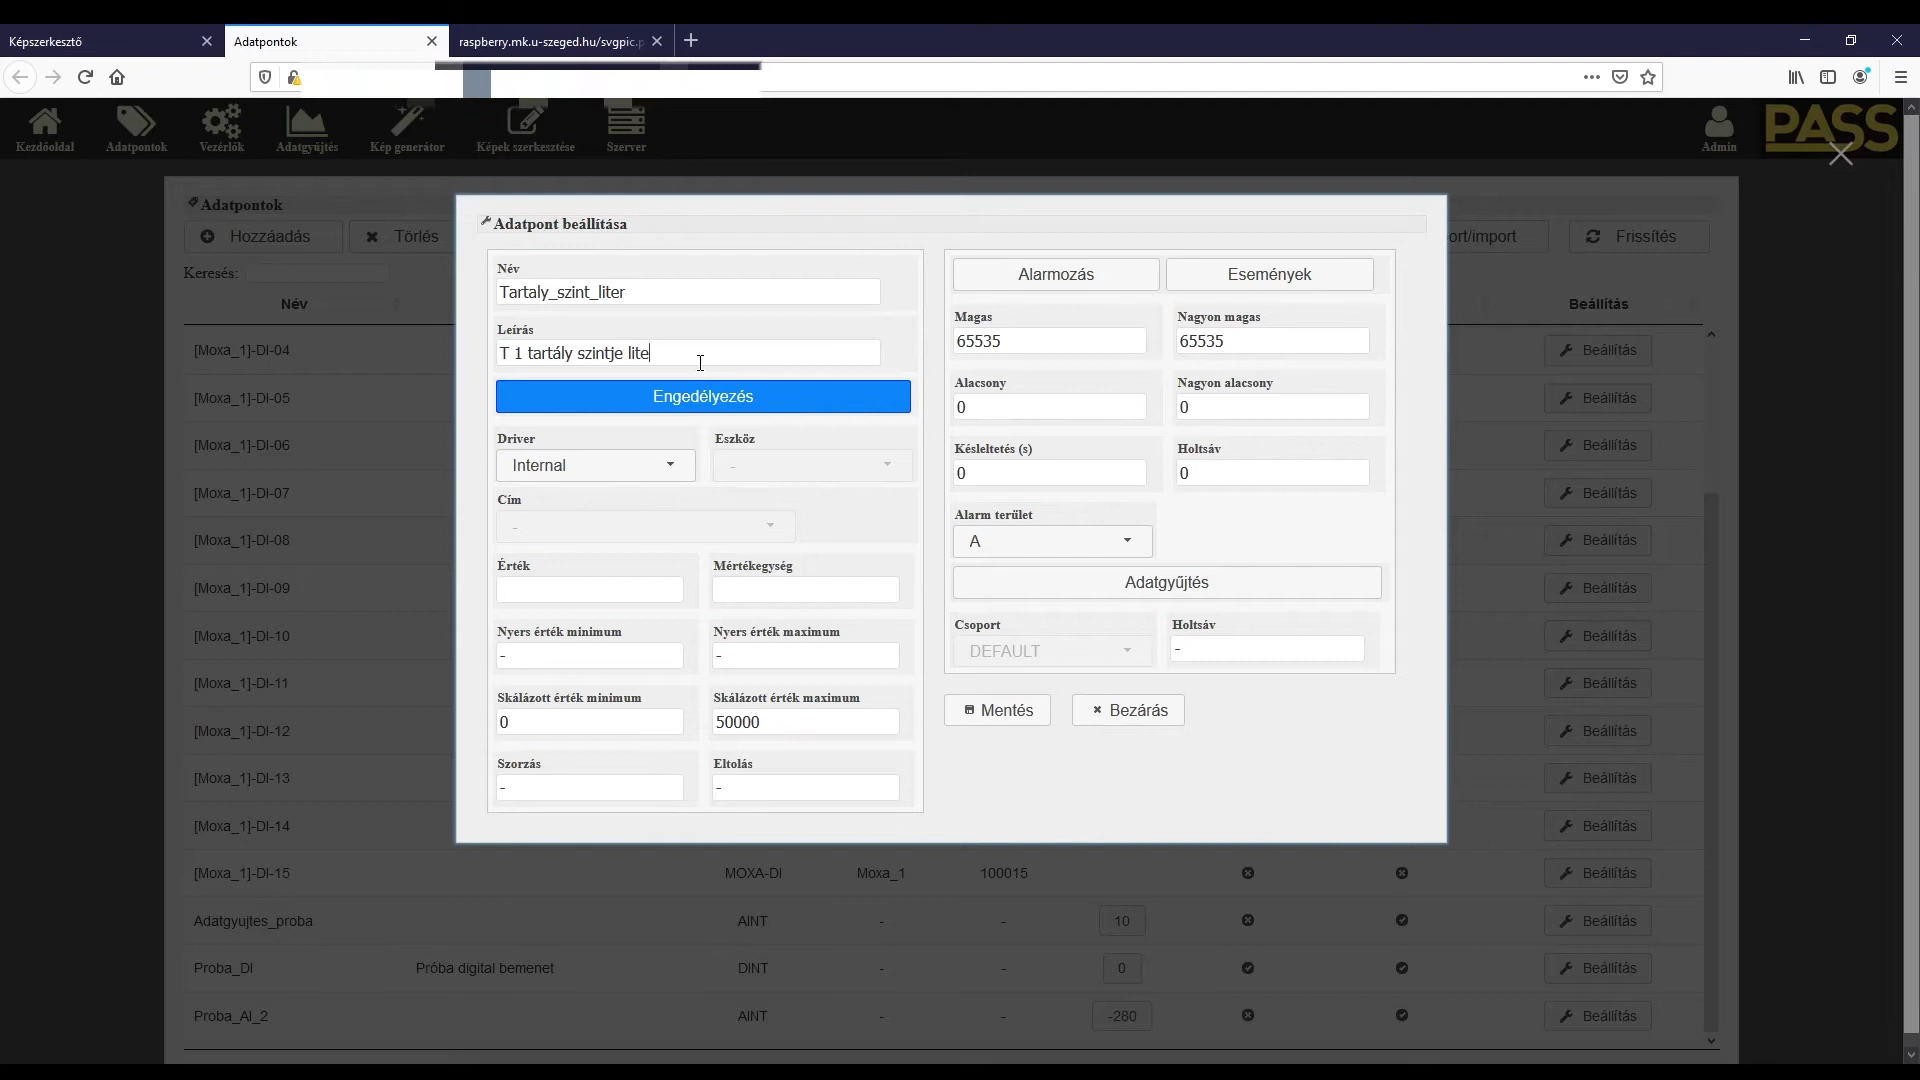 Képszerkesztő
Adatpontok
raspberry.mk.u-szeged.hu/svgpic.p
Kezdőoldal
Adatpontok
Vezérlők
Adatgyűjtés
Kép generátor
Képek szerkesztése
Szerver
Admin
PASS
Adatpontok
Hozzáadás
Törlés
ort/import
Frissítés
Keresés:
Név
Beállítás
[Moxa_1]-DI-04
Beállítás
[Moxa_1]-DI-05
Beállítás
[Moxa_1]-DI-06
Beállítás
[Moxa_1]-DI-07
Beállítás
[Moxa_1]-DI-08
Beállítás
[Moxa_1]-DI-09
Beállítás
[Moxa_1]-DI-10
Beállítás
[Moxa_1]-DI-11
Beállítás
[Moxa_1]-DI-12
Beállítás
[Moxa_1]-DI-13
Beállítás
[Moxa_1]-DI-14
Beállítás
[Moxa_1]-DI-15 MOXA-DI Moxa_1 100015 Beállítás
Adatgyujtes_proba AINT - - 10 Beállítás
Proba_DI Próba digital bemenet DINT - - 0 Beállítás
Proba_AI_2 AINT - - -280 Beállítás
Adatpont beállítása
Név
Tartaly_szint_liter
Leírás
T 1 tartály szintje lite
Engedélyezés
Driver Eszköz
Internal -
Cím
-
Érték Mértékegység
Nyers érték minimum Nyers érték maximum
- -
Skálázott érték minimum Skálázott érték maximum
0 50000
Szorzás Eltolás
- -
Alarmozás Események
Magas Nagyon magas
65535 65535
Alacsony Nagyon alacsony
0 0
Késleltetés (s) Holtsáv
0 0
Alarm terület
A
Adatgyűjtés
Csoport Holtsáv
DEFAULT -
Mentés Bezárás